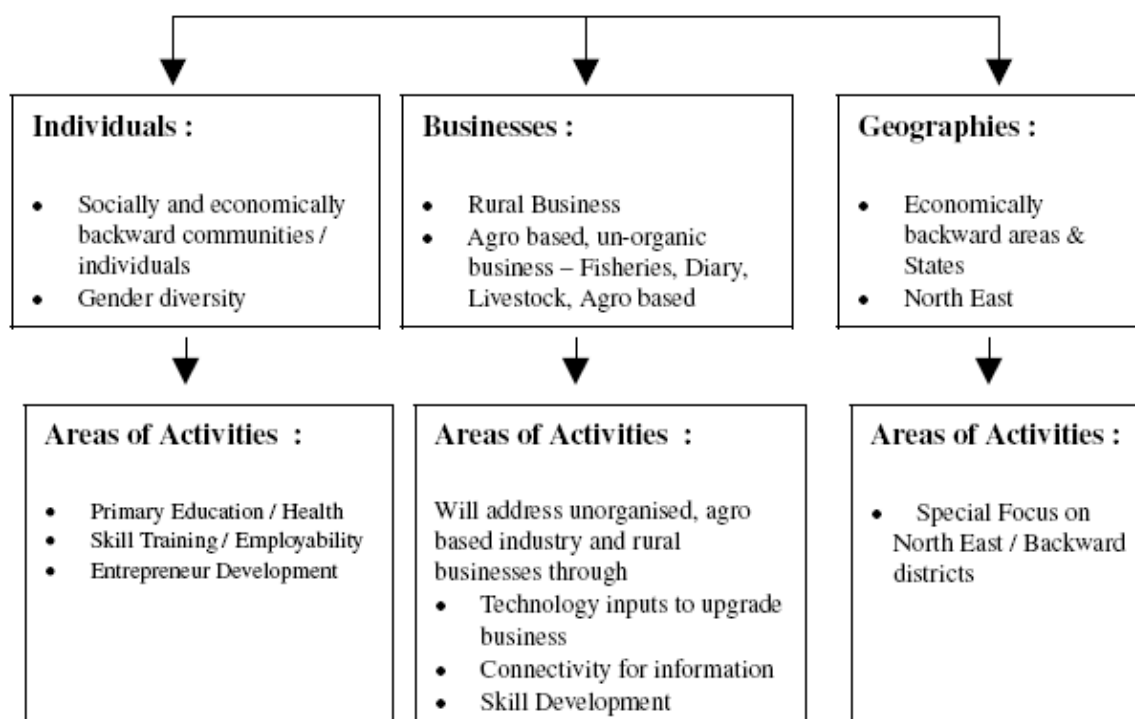 Individuals :
• Socially and economically
backward communities /
individuals
• Gender diversity
Businesses :
• Rural Business
• Agro based, un-organic
business – Fisheries, Diary,
Livestock, Agro based
Geographies :
• Economically
backward areas &
States
• North East
Areas of Activities :
• Primary Education / Health
• Skill Training / Employability
• Entrepreneur Development
Areas of Activities :
Will address unorganised, agro
based industry and rural
businesses through
• Technology inputs to upgrade
business
• Connectivity for information
• Skill Development
Areas of Activities :
• Special Focus on
North East / Backward
districts